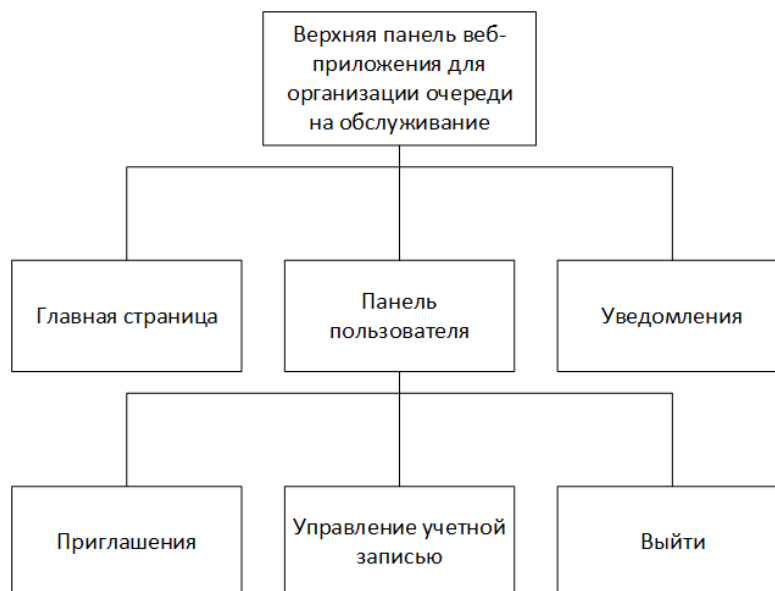 Верхняя панель веб-
приложения для
организации очереди
на обслуживание
Главная страница
Панель
пользователя
Уведомления
Приглашения
Управление учетной
записью
Выйти